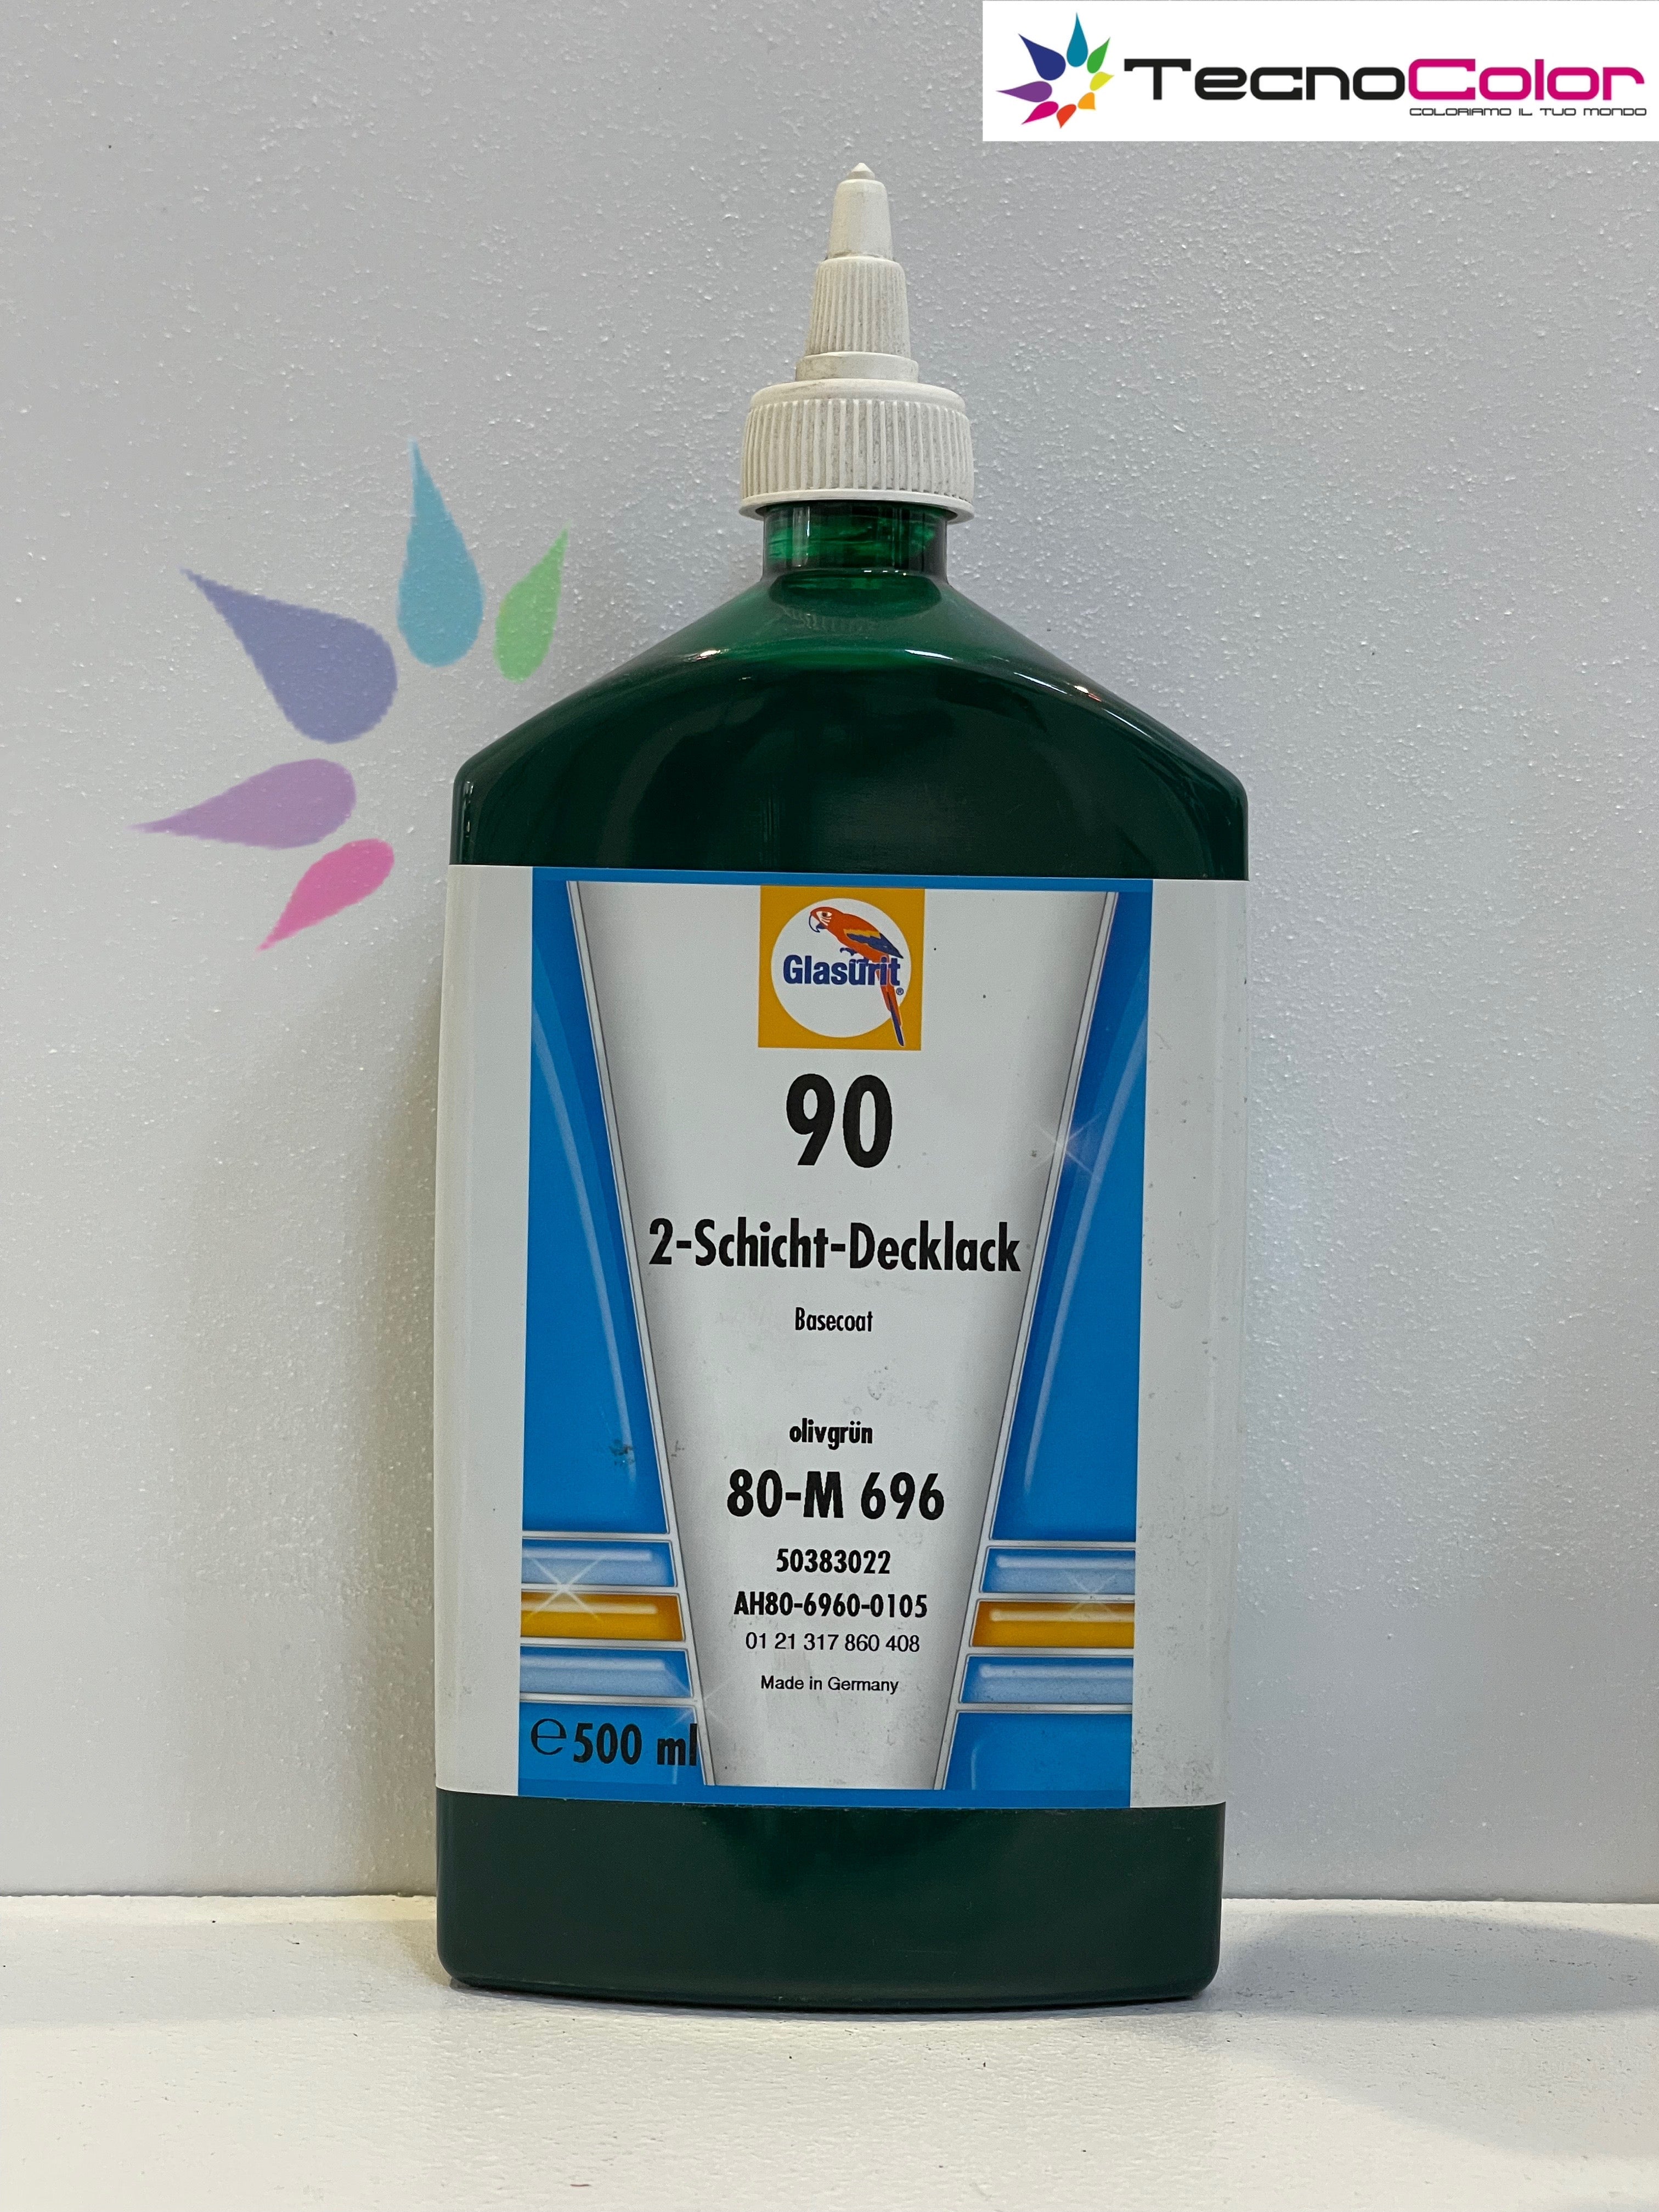 TecnoColor
COLORIAMO IL TUO MONDO
Glasurit®
90
2-Schicht-Decklack
Basecoat
olivgrün
80-M 696
50383022
AH80-6960-0105
01 21 317 860 408
Made in Germany
℮500 ml